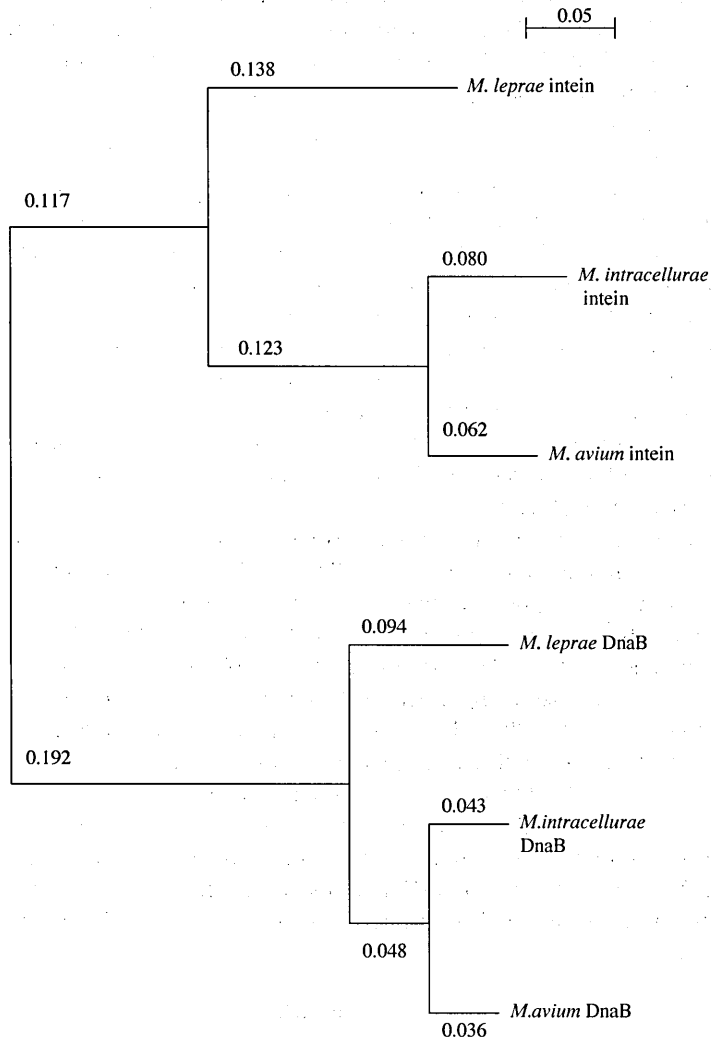 0.05
0.138
M. leprae intein
0.117
0.080
M. intracellurae
intein
0.123
0.062
M. avium intein
0.094
M. leprae DnaB
0.192
0.043
M.intracellurae
DnaB
0.048
M.avium DnaB
0.036